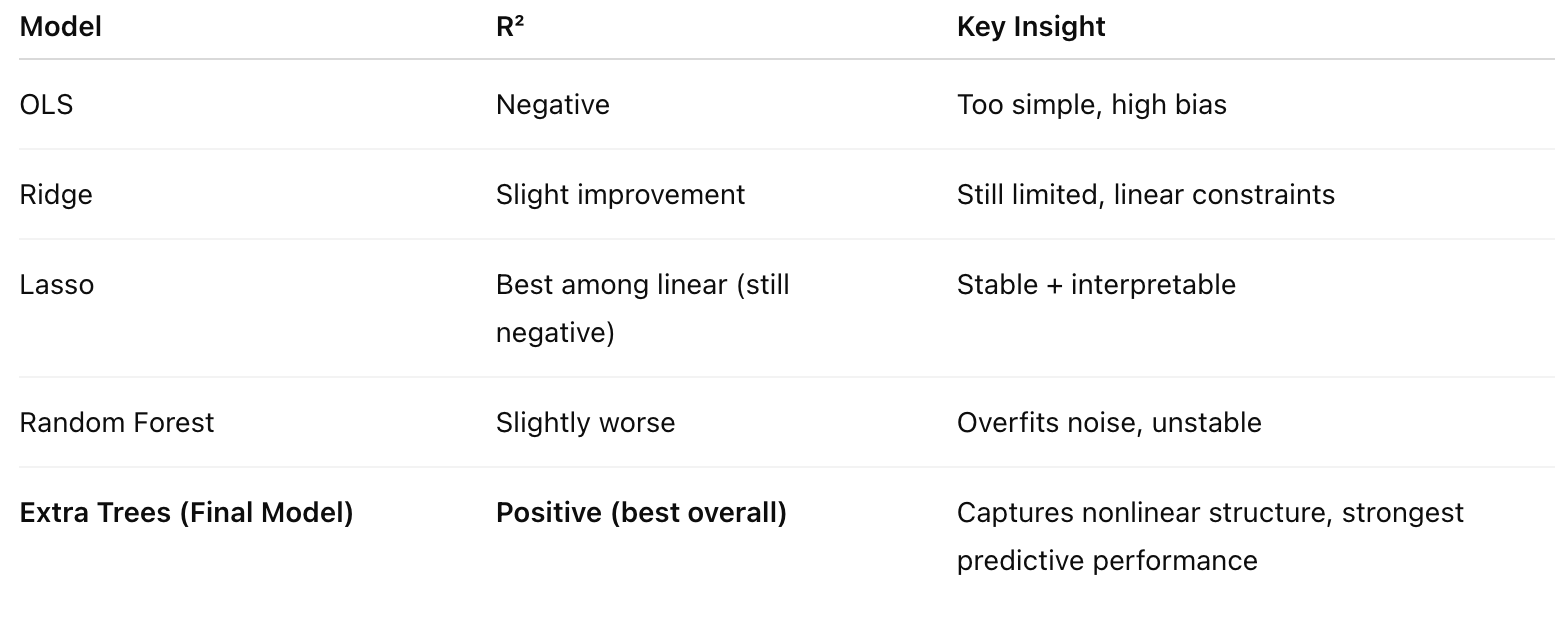 Model R² Key Insight
OLS Negative Too simple, high bias
Ridge Slight improvement Still limited, linear constraints
Lasso Best among linear (still Stable + interpretable
negative)
Random Forest Slightly worse Overfits noise, unstable
Extra Trees (Final Model) Positive (best overall) Captures nonlinear structure, strongest
predictive performance